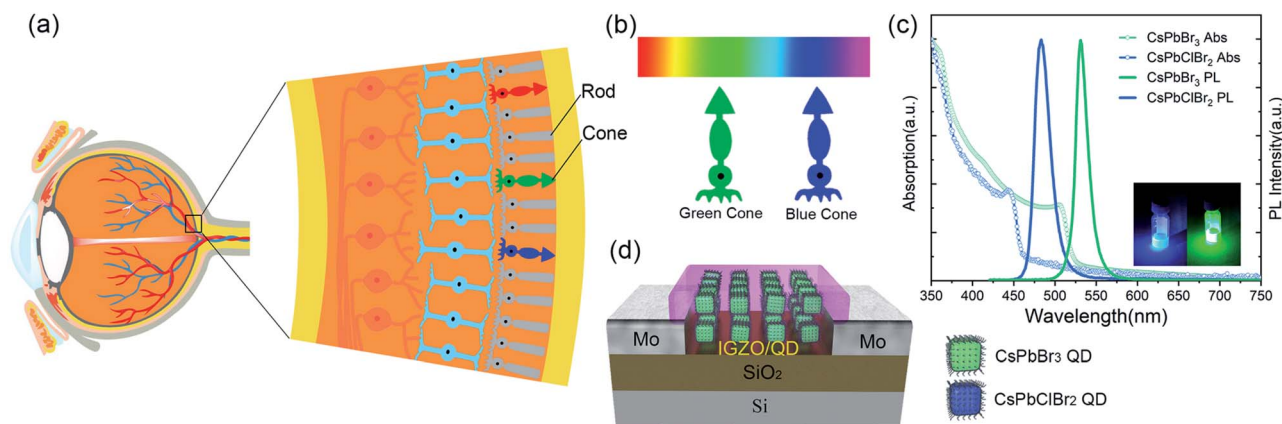 (a)
Rod
Cone
(b)
Green Cone
Blue Cone
(c)
Absorption(a.u.)
PL Intensity(a.u.)
CsPbBr₃ Abs
CsPbClBr₂ Abs
CsPbBr₃ PL
CsPbClBr₂ PL
350 400 450 500 550 600 650 700 750
Wavelength(nm)
(d)
Mo
IGZO/QD
Mo
SiO₂
Si
CsPbBr₃ QD
CsPbClBr₂ QD